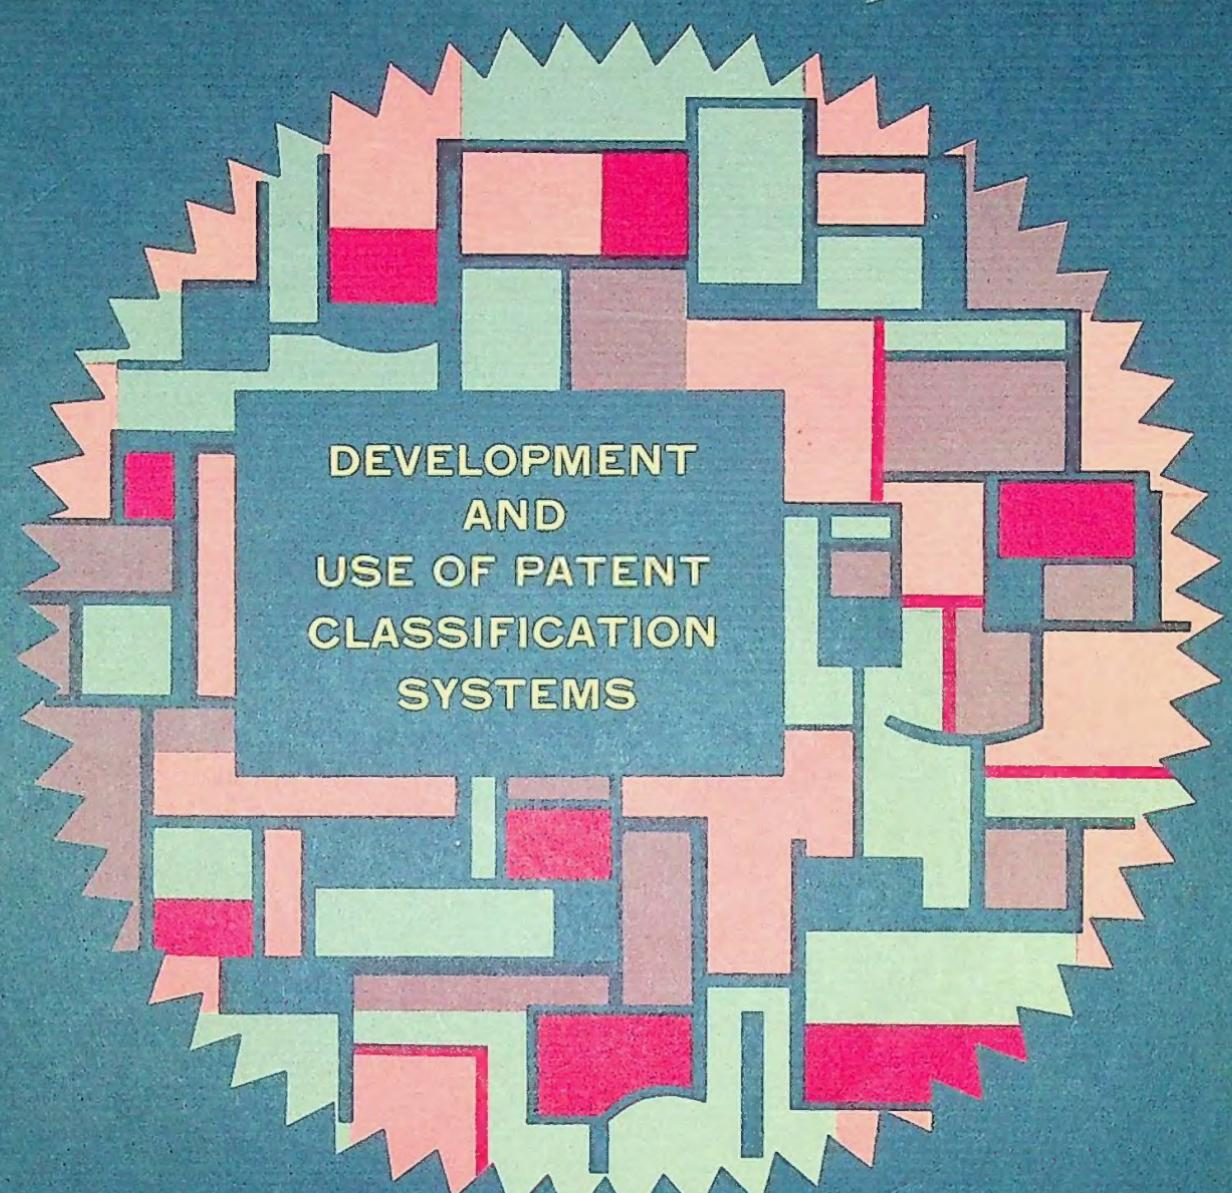 DEVELOPMENT
AND
USE OF PATENT
CLASSIFICATION
SYSTEMS